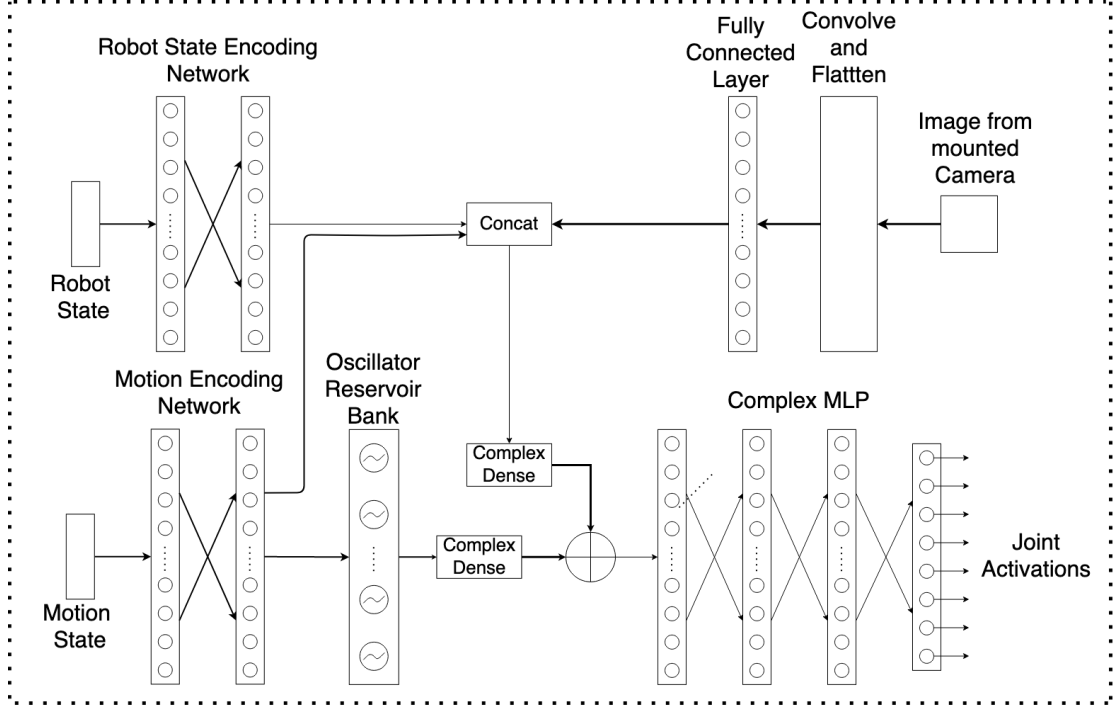 Robot State Encoding
Network
Fully
Connected
Layer
Convolve
and
Flattten
Image from
mounted
Camera
Concat
Robot
State
Motion Encoding
Network
Oscillator
Reservoir
Bank
Complex MLP
Complex
Dense
Complex
Dense
Joint
Activations
Motion
State